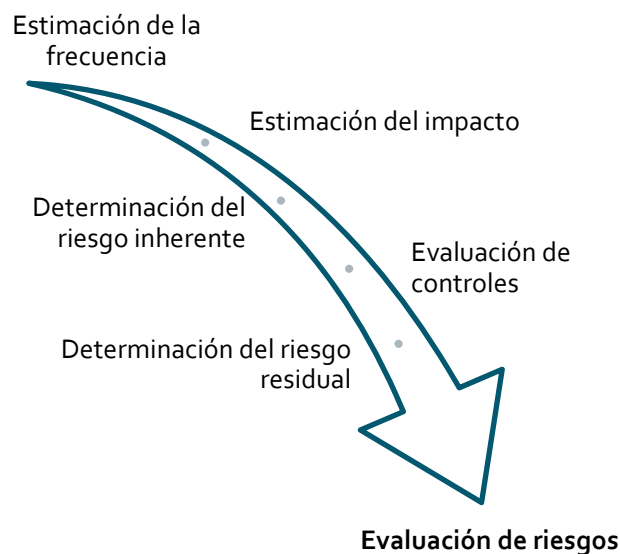 Estimación de la
frecuencia
Estimación del impacto
Determinación del
riesgo inherente
Evaluación de
controles
Determinación del riesgo
residual
Evaluación de riesgos